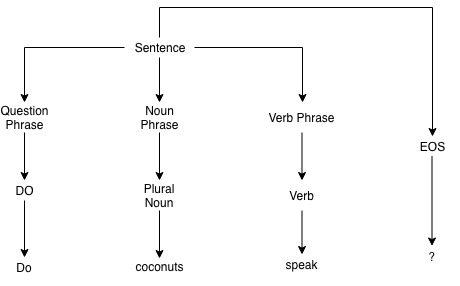 Sentence
Question
Phrase
Noun
Phrase
Verb Phrase
EOS
DO
Plural
Noun
Verb
Do
coconuts
speak
?